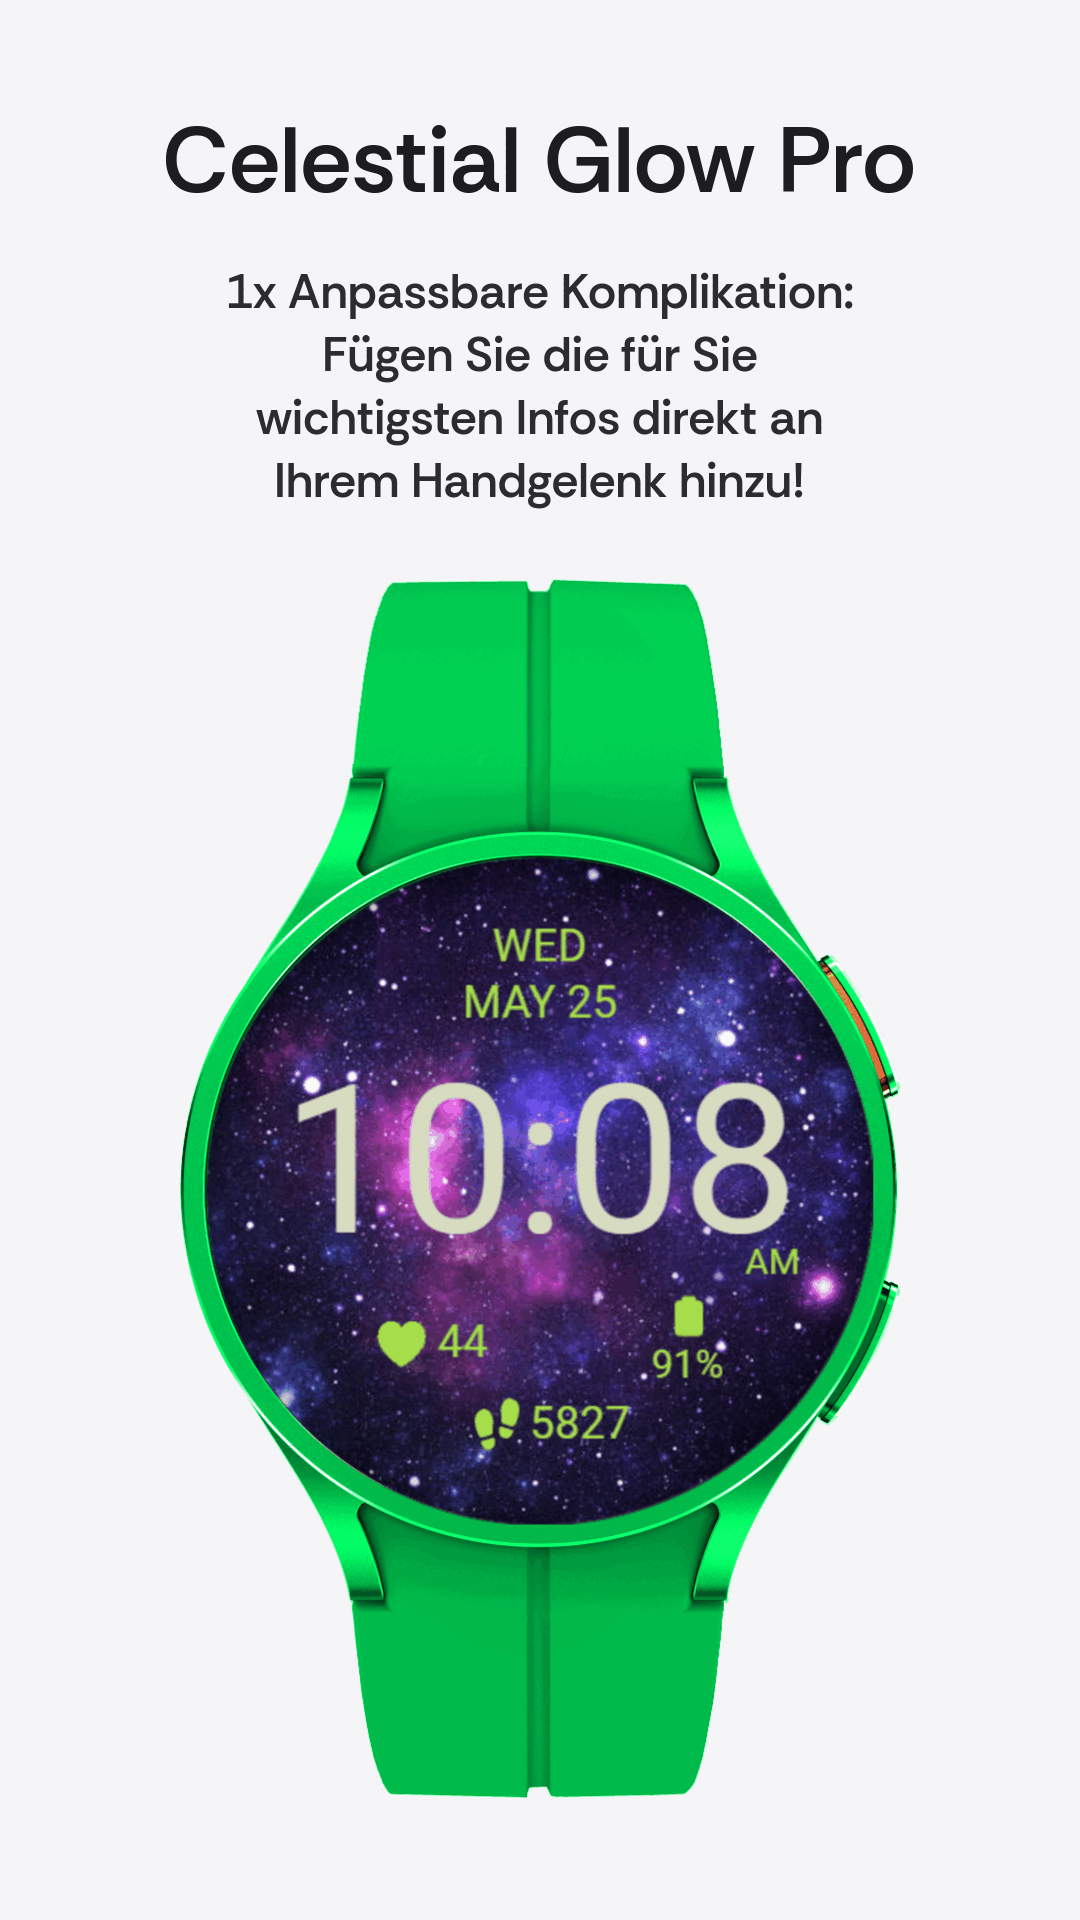 Celestial Glow Pro
1x Anpassbare Komplikation:
Fügen Sie die für Sie
wichtigsten Infos direkt an
Ihrem Handgelenk hinzu!
WED
MAY 25
10:08
AM
44
91%
5827